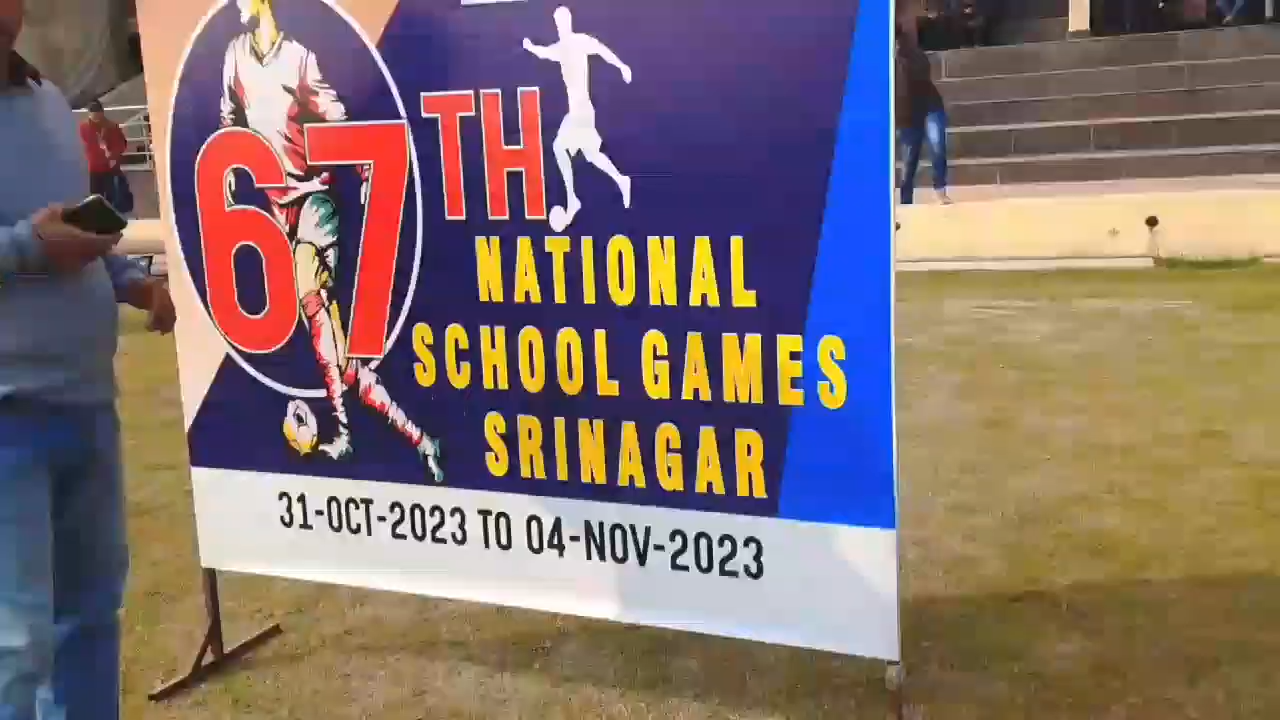 67TH
NATIONAL
SCHOOL GAMES
SRINAGAR
31-OCT-2023 TO 04-NOV-2023